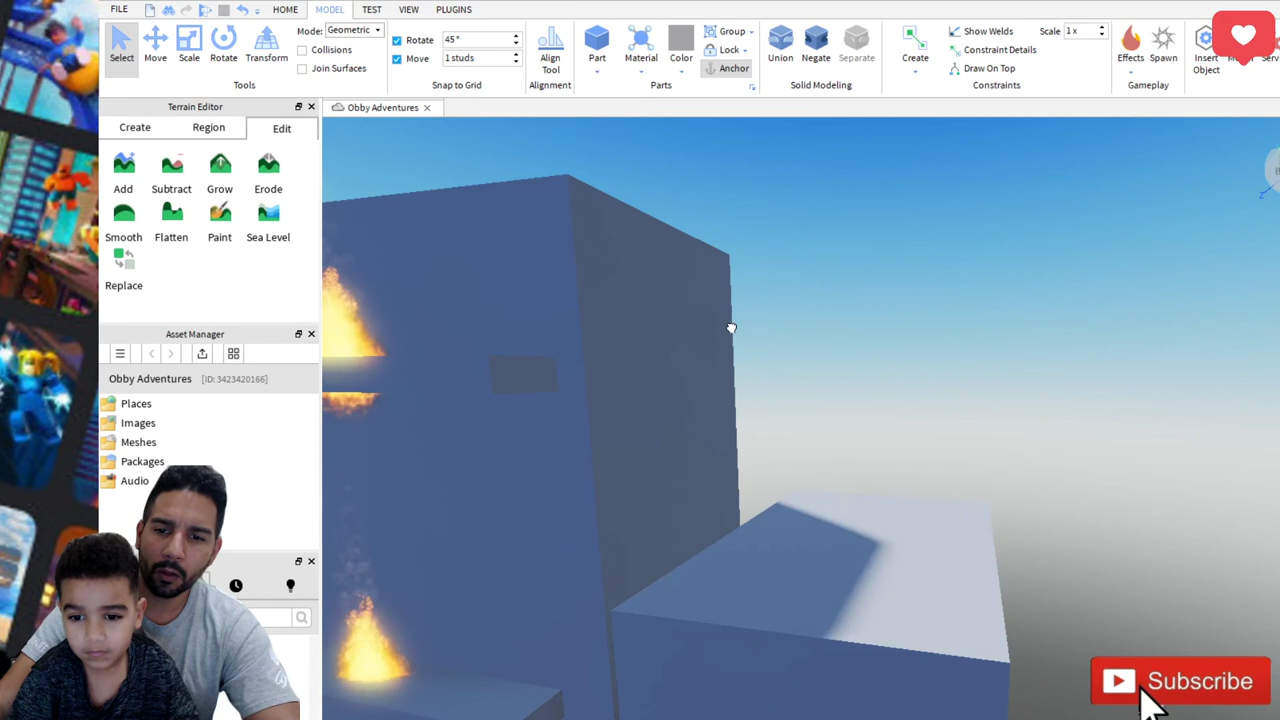 FILE HOME MODEL TEST VIEW PLUGINS
Mode: Geometric
Collisions
Join Surfaces
Select Move Scale Rotate Transform
Tools
Rotate 45°
Move 1 studs
Snap to Grid
Align
Tool
Alignment
Part Material Color
Group
Lock
Anchor
Parts
Union Negate Separate
Solid Modeling
Create
Show Welds
Constraint Details
Draw On Top
Scale 1 x
Constraints
Effects Spawn
Gameplay
Insert
Object
Terrain Editor
Create Region Edit
Add Subtract Grow Erode
Smooth Flatten Paint Sea Level
Replace
Asset Manager
Obby Adventures [ID: 3423420166]
Places
Images
Meshes
Packages
Audio
Obby Adventures
Subscribe